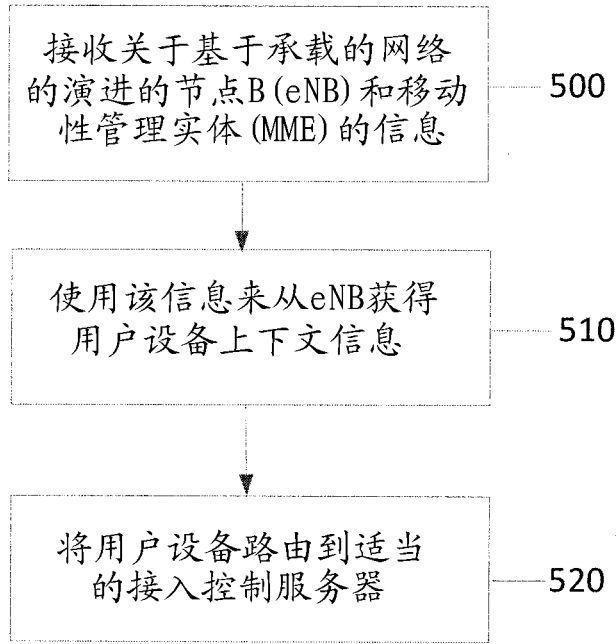 接收关于基于承载的网络
的演进的节点B(eNB)和移动
性管理实体(MME)的信息
500
使用该信息来从eNB获得
用户设备上下文信息
510
将用户设备路由到适当
的接入控制服务器
520